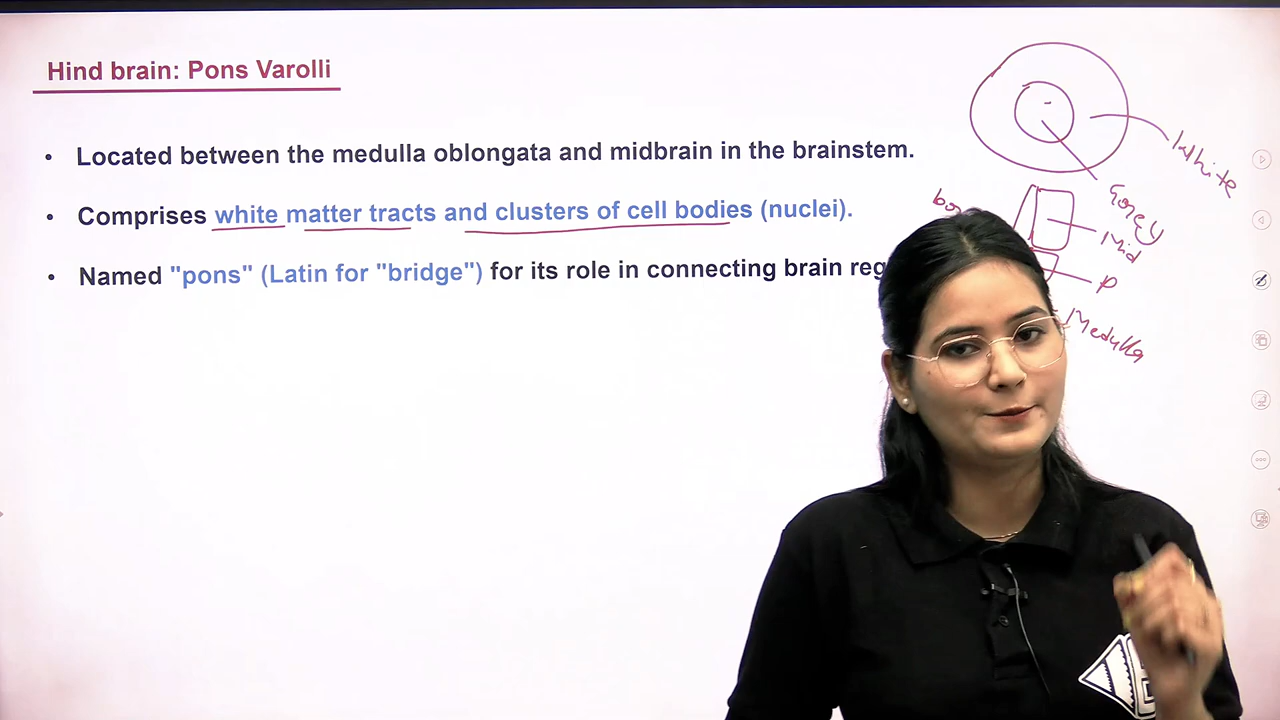 Hind brain: Pons Varolli
• Located between the medulla oblongata and midbrain in the brainstem.
• Comprises white matter tracts and clusters of cell bodies (nuclei).
• Named "pons" (Latin for "bridge") for its role in connecting brain reg
White
Grey
Mid
P
Medulla